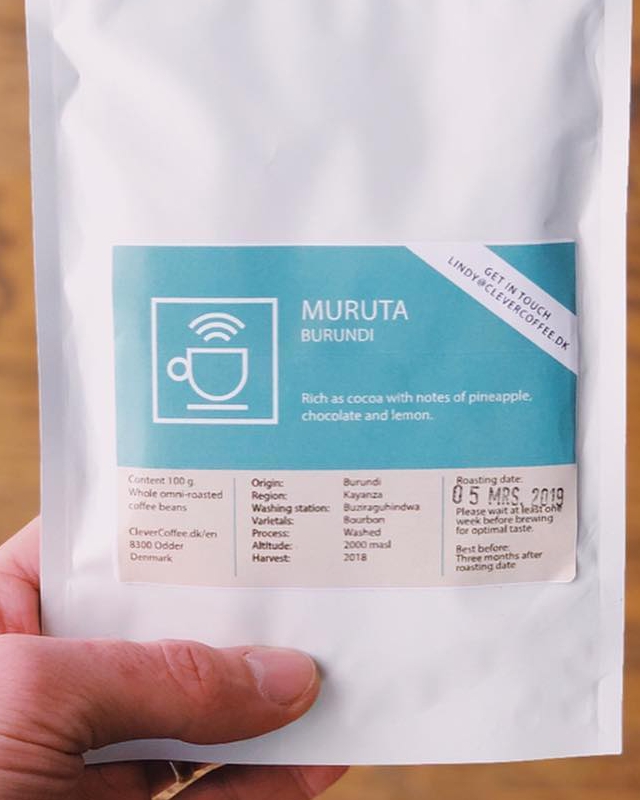 GET IN TOUCH
LINDY@CLEVERCOFFEE.DK
MURUTA
BURUNDI
Rich as cocoa with notes of pineapple,
chocolate and lemon.
Content 100 g.
Whole omni-roasted
coffee beans
CleverCoffee.dk/en
8300 Odder
Denmark
Origin: Burundi
Region: Kayanza
Washing station: Buziraguhindwa
Varietals: Bourbon
Process: Washed
Altitude: 2000 masl
Harvest: 2018
Roasting date:
05 MRS. 2019
Please wait at least one
week before brewing
for optimal taste.
Best before:
Three months after
roasting date